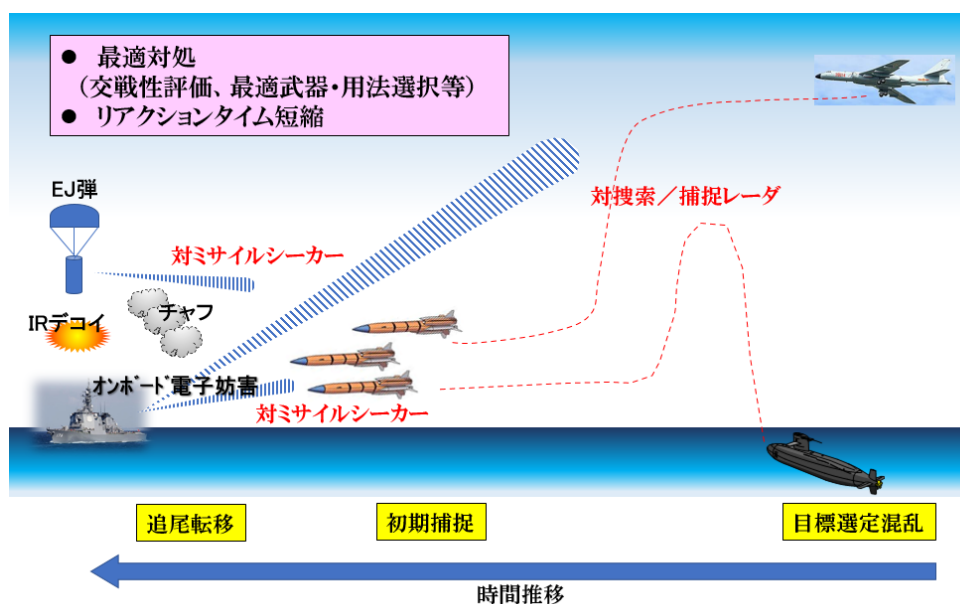 ● 最適対処
（交戦性評価、最適武器・用法選択等）
● リアクションタイム短縮
EJ弾
対捜索／捕捉レーダ
対ミサイルシーカー
チャフ
IRデコイ
オンボード電子妨害
対ミサイルシーカー
追尾転移
初期捕捉
目標選定混乱
時間推移